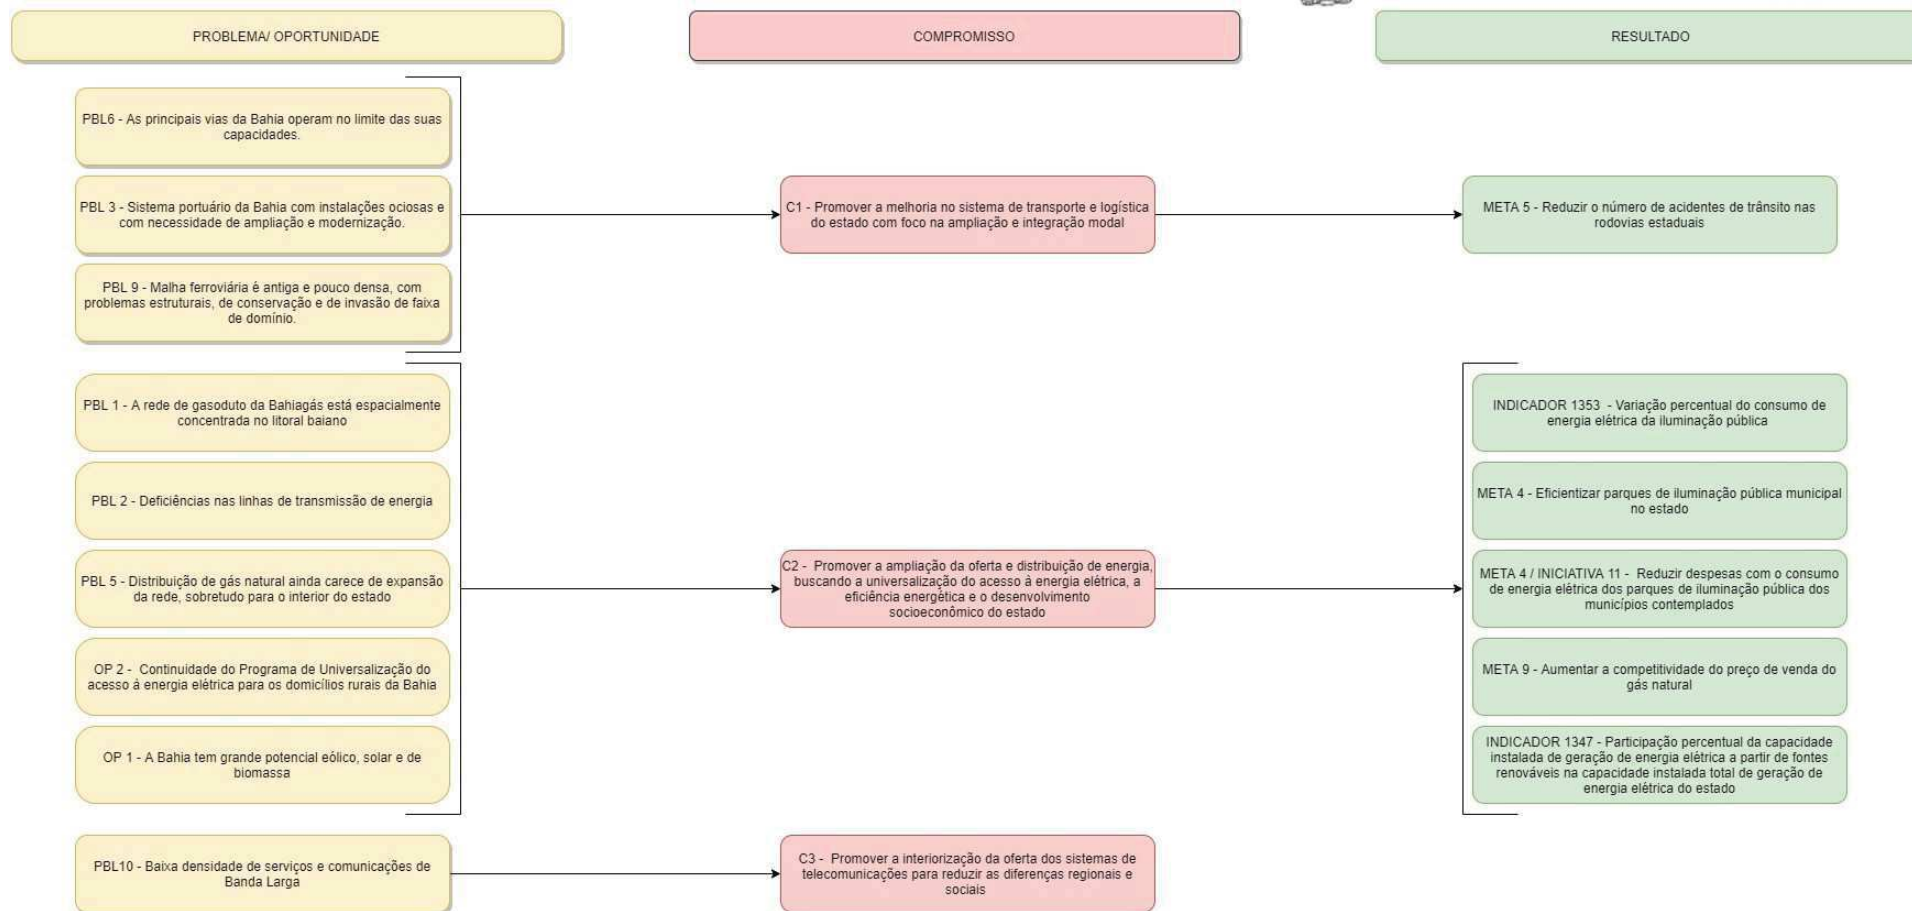 PROBLEMA/ OPORTUNIDADE
COMPROMISSO
RESULTADO
PBL6 - As principais vias da Bahia operam no limite das suas
capacidades.
PBL 3 - Sistema portuário da Bahia com instalações ociosas e
com necessidade de ampliação e modernização.
PBL 9 - Malha ferroviária é antiga e pouco densa, com
problemas estruturais, de conservação e de invasão de faixa
de domínio.
C1 - Promover a melhoria no sistema de transporte e logística
do estado com foco na ampliação e integração modal
META 5 - Reduzir o número de acidentes de trânsito nas
rodovias estaduais
PBL 1 - A rede de gasoduto da Bahiagás está espacialmente
concentrada no litoral baiano
PBL 2 - Deficiências nas linhas de transmissão de energia
PBL 5 - Distribuição de gás natural ainda carece de expansão
da rede, sobretudo para o interior do estado
OP 2 - Continuidade do Programa de Universalização do
acesso à energia elétrica para os domicílios rurais da Bahia
OP 1 - A Bahia tem grande potencial eólico, solar e de
biomassa
C2 - Promover a ampliação da oferta e distribuição de energia,
buscando a universalização do acesso à energia elétrica, a
eficiência energética e o desenvolvimento
socioeconômico do estado
INDICADOR 1353 - Variação percentual do consumo de
energia elétrica da iluminação pública
META 4 - Eficientizar parques de iluminação pública municipal
no estado
META 4 / INICIATIVA 11 - Reduzir despesas com o consumo
de energia elétrica dos parques de iluminação pública dos
municípios contemplados
META 9 - Aumentar a competitividade do preço de venda do
gás natural
INDICADOR 1347 - Participação percentual da capacidade
instalada de geração de energia elétrica a partir de fontes
renováveis na capacidade instalada total de geração de
energia elétrica do estado
PBL10 - Baixa densidade de serviços e comunicações de
Banda Larga
C3 - Promover a interiorização da oferta dos sistemas de
telecomunicações para reduzir as diferenças regionais e
sociais